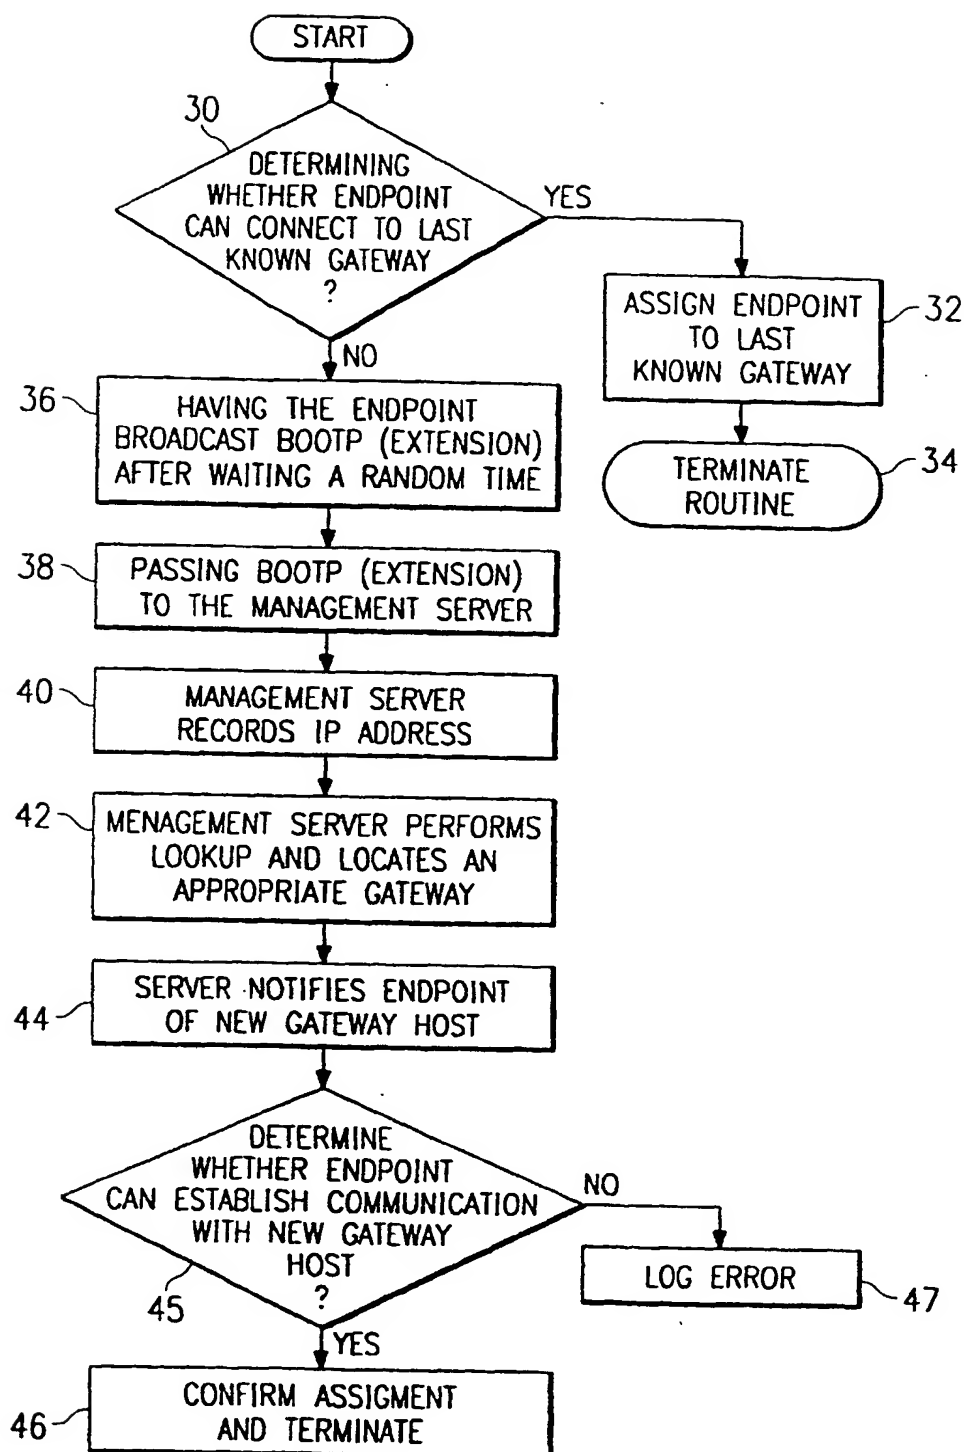 START
30
DETERMINING
WHETHER ENDPOINT
CAN CONNECT TO LAST
KNOWN GATEWAY
?
YES
ASSIGN ENDPOINT
TO LAST
KNOWN GATEWAY
32
TERMINATE
ROUTINE
34
NO
36
HAVING THE ENDPOINT
BROADCAST BOOTP (EXTENSION)
AFTER WAITING A RANDOM TIME
38
PASSING BOOTP (EXTENSION)
TO THE MANAGEMENT SERVER
40
MANAGEMENT SERVER
RECORDS IP ADDRESS
42
MENAGEMENT SERVER PERFORMS
LOOKUP AND LOCATES AN
APPROPRIATE GATEWAY
44
SERVER NOTIFIES ENDPOINT
OF NEW GATEWAY HOST
DETERMINE
WHETHER ENDPOINT
CAN ESTABLISH COMMUNICATION
WITH NEW GATEWAY
HOST
?
45
NO
LOG ERROR
47
YES
46
CONFIRM ASSIGMENT
AND TERMINATE